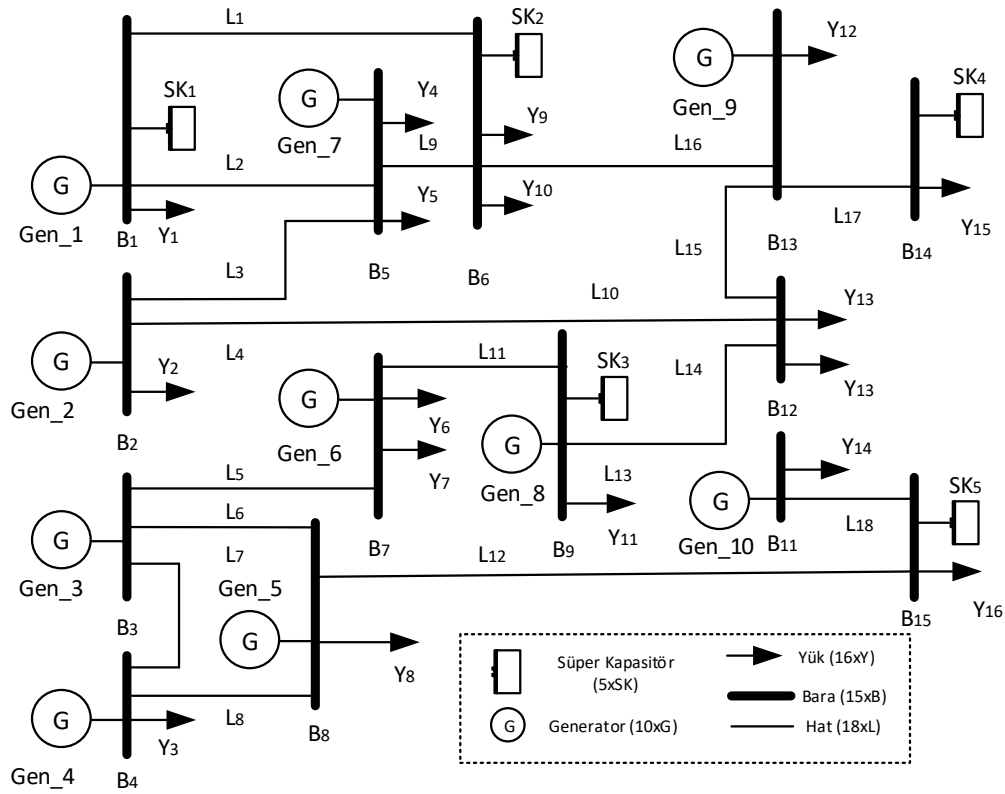 L1
SK2
Y12
G
Gen_9
SK1
G
Gen_7
Y4
Y9
SK4
L9
L16
L2
G
Gen_1
Y5
Y10
Y1
B1
L17
Y15
L3
B5
B6
L15
B13
B14
L10
Y13
G
Gen_2
L4
Y2
L11
SK3
L14
Y13
G
Gen_6
Y6
B12
B2
Y7
G
Gen_8
L13
Y14
L5
L6
L7
G
Gen_10
SK5
Y11
B7
B9
B11
L18
G
Gen_3
Gen_5
L12
B3
G
B15
Y16
Y8
G
Gen_4
Y3
L8
B8
B4
Süper Kapasitör
(5xSK)
Yük (16xY)
G
Generator (10xG)
Bara (15xB)
Hat (18xL)